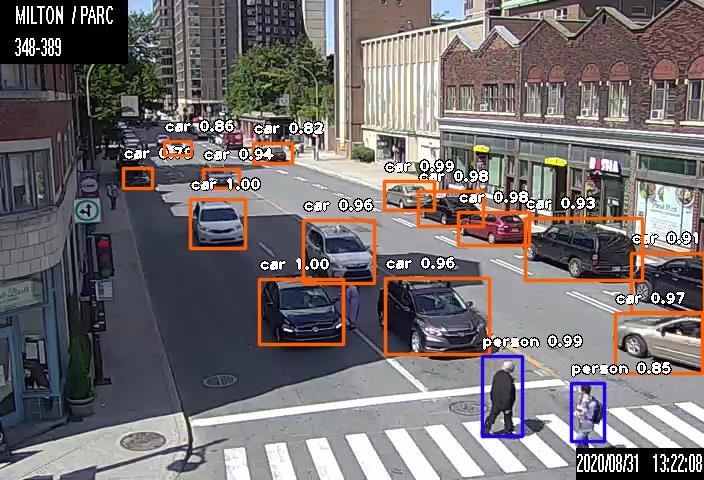 MILTON / PARC
348-389
car 0.86
car 0.82
car 0.94
car 1.00
car 0.99
car 0.98
car 0.98
car 0.96
car 0.93
car 0.91
car 1.00
car 0.96
car 0.97
person 0.99
person 0.85
2020/08/31 13:22:08